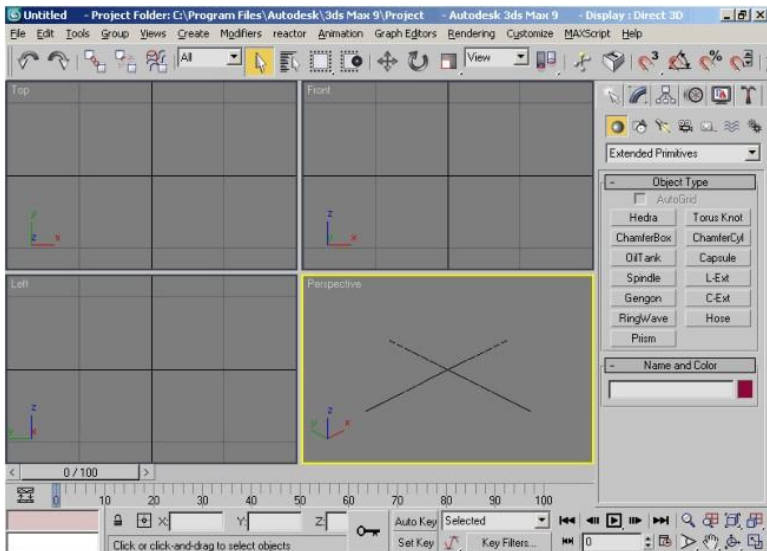 Untitled - Project Folder: C:\Program Files\Autodesk\3ds Max 9\Project - Autodesk 3ds Max 9 - Display : Direct 3D
File Edit Tools Group Views Create Modifiers reactor Animation Graph Editors Rendering Customize MAXScript Help
All View
Top Front
y x z
z x
Extended Primitives
- Object Type
AutoGrid
Hedra Torus Knot
ChamferBox ChamferCyl
OilTank Capsule
Spindle L-Ext
Gengon C-Ext
RingWave Hose
Prism
- Name and Color
Left Perspective
z y x
z y x
< 0 / 100 >
0 10 20 30 40 50 60 70 80 90 100
X: Y: Z: Auto Key Selected
Click or click-and-drag to select objects Set Key Key Filters... 0